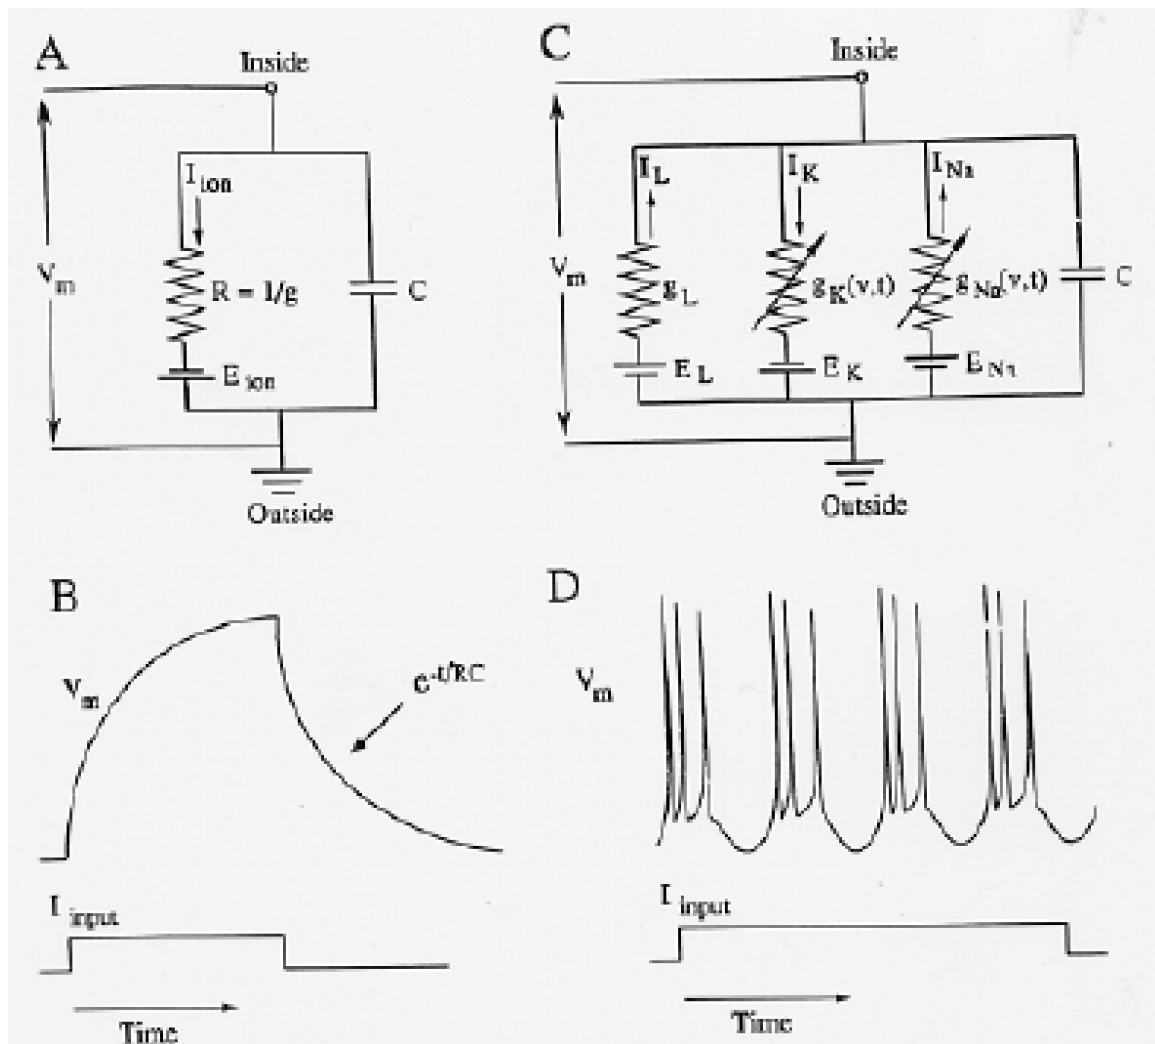 A
Inside
V_m
I_ion
R = 1/g
C
E_ion
Outside
C
Inside
V_m
I_L
I_K
I_Na
g_L
g_K(v,t)
g_Na(v,t)
C
E_L
E_K
E_Na
Outside
B
V_m
e^-t/RC
I_input
Time
D
V_m
I_input
Time